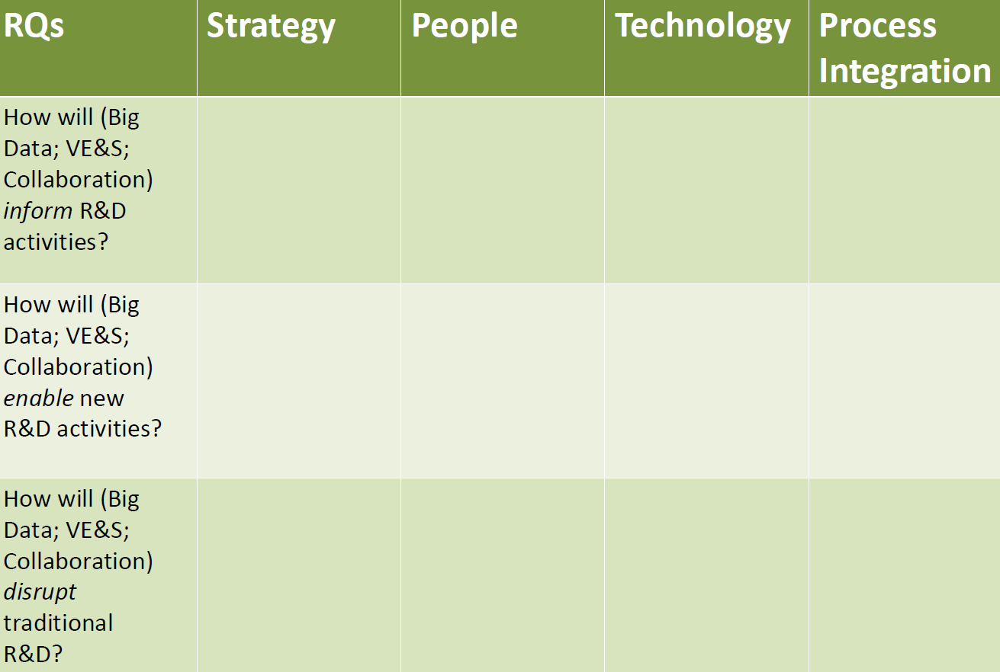 RQs
Strategy
People
Technology
Process
Integration
How will (Big
Data; VE&S;
Collaboration)
inform R&D
activities?
How will (Big
Data; VE&S;
Collaboration)
enable new
R&D activities?
How will (Big
Data; VE&S;
Collaboration)
disrupt
traditional
R&D?